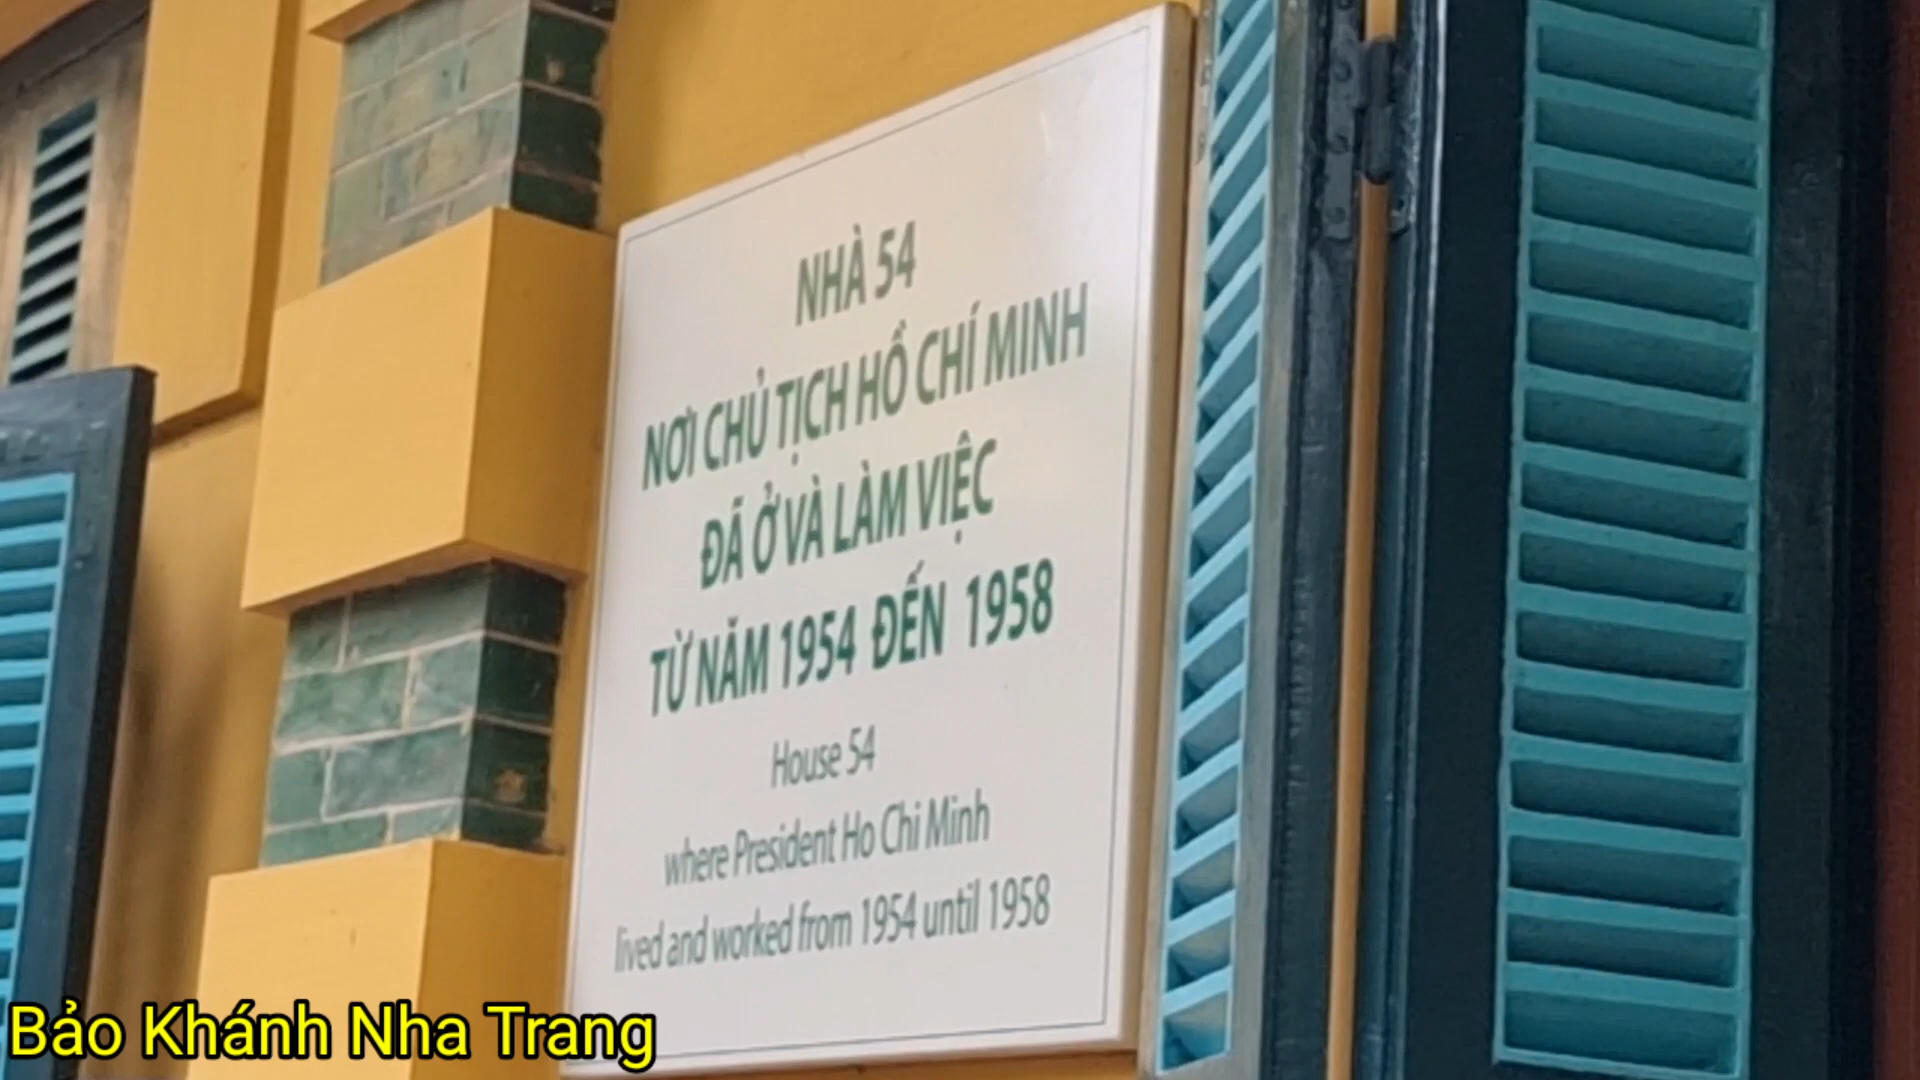 NHÀ 54
NƠI CHỦ TỊCH HỒ CHÍ MINH
ĐÃ Ở VÀ LÀM VIỆC
TỪ NĂM 1954 ĐẾN 1958
House 54
where President Ho Chi Minh
lived and worked from 1954 until 1958
Bảo Khánh Nha Trang